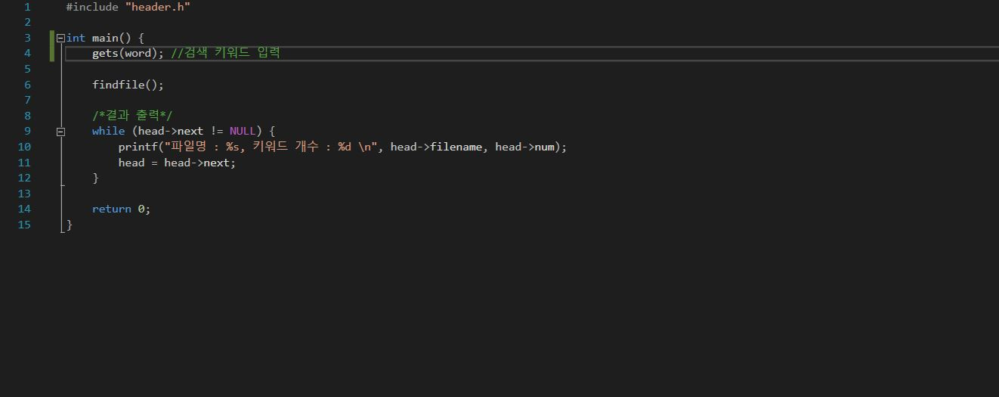 1 #include "header.h"
2
3 int main() {
4 gets(word); //검색 키워드 입력
5
6 findfile();
7
8 /*결과 출력*/
9 while (head->next != NULL) {
10 printf("파일명 : %s, 키워드 개수 : %d \n", head->filename, head->num);
11 head = head->next;
12 }
13
14 return 0;
15 }